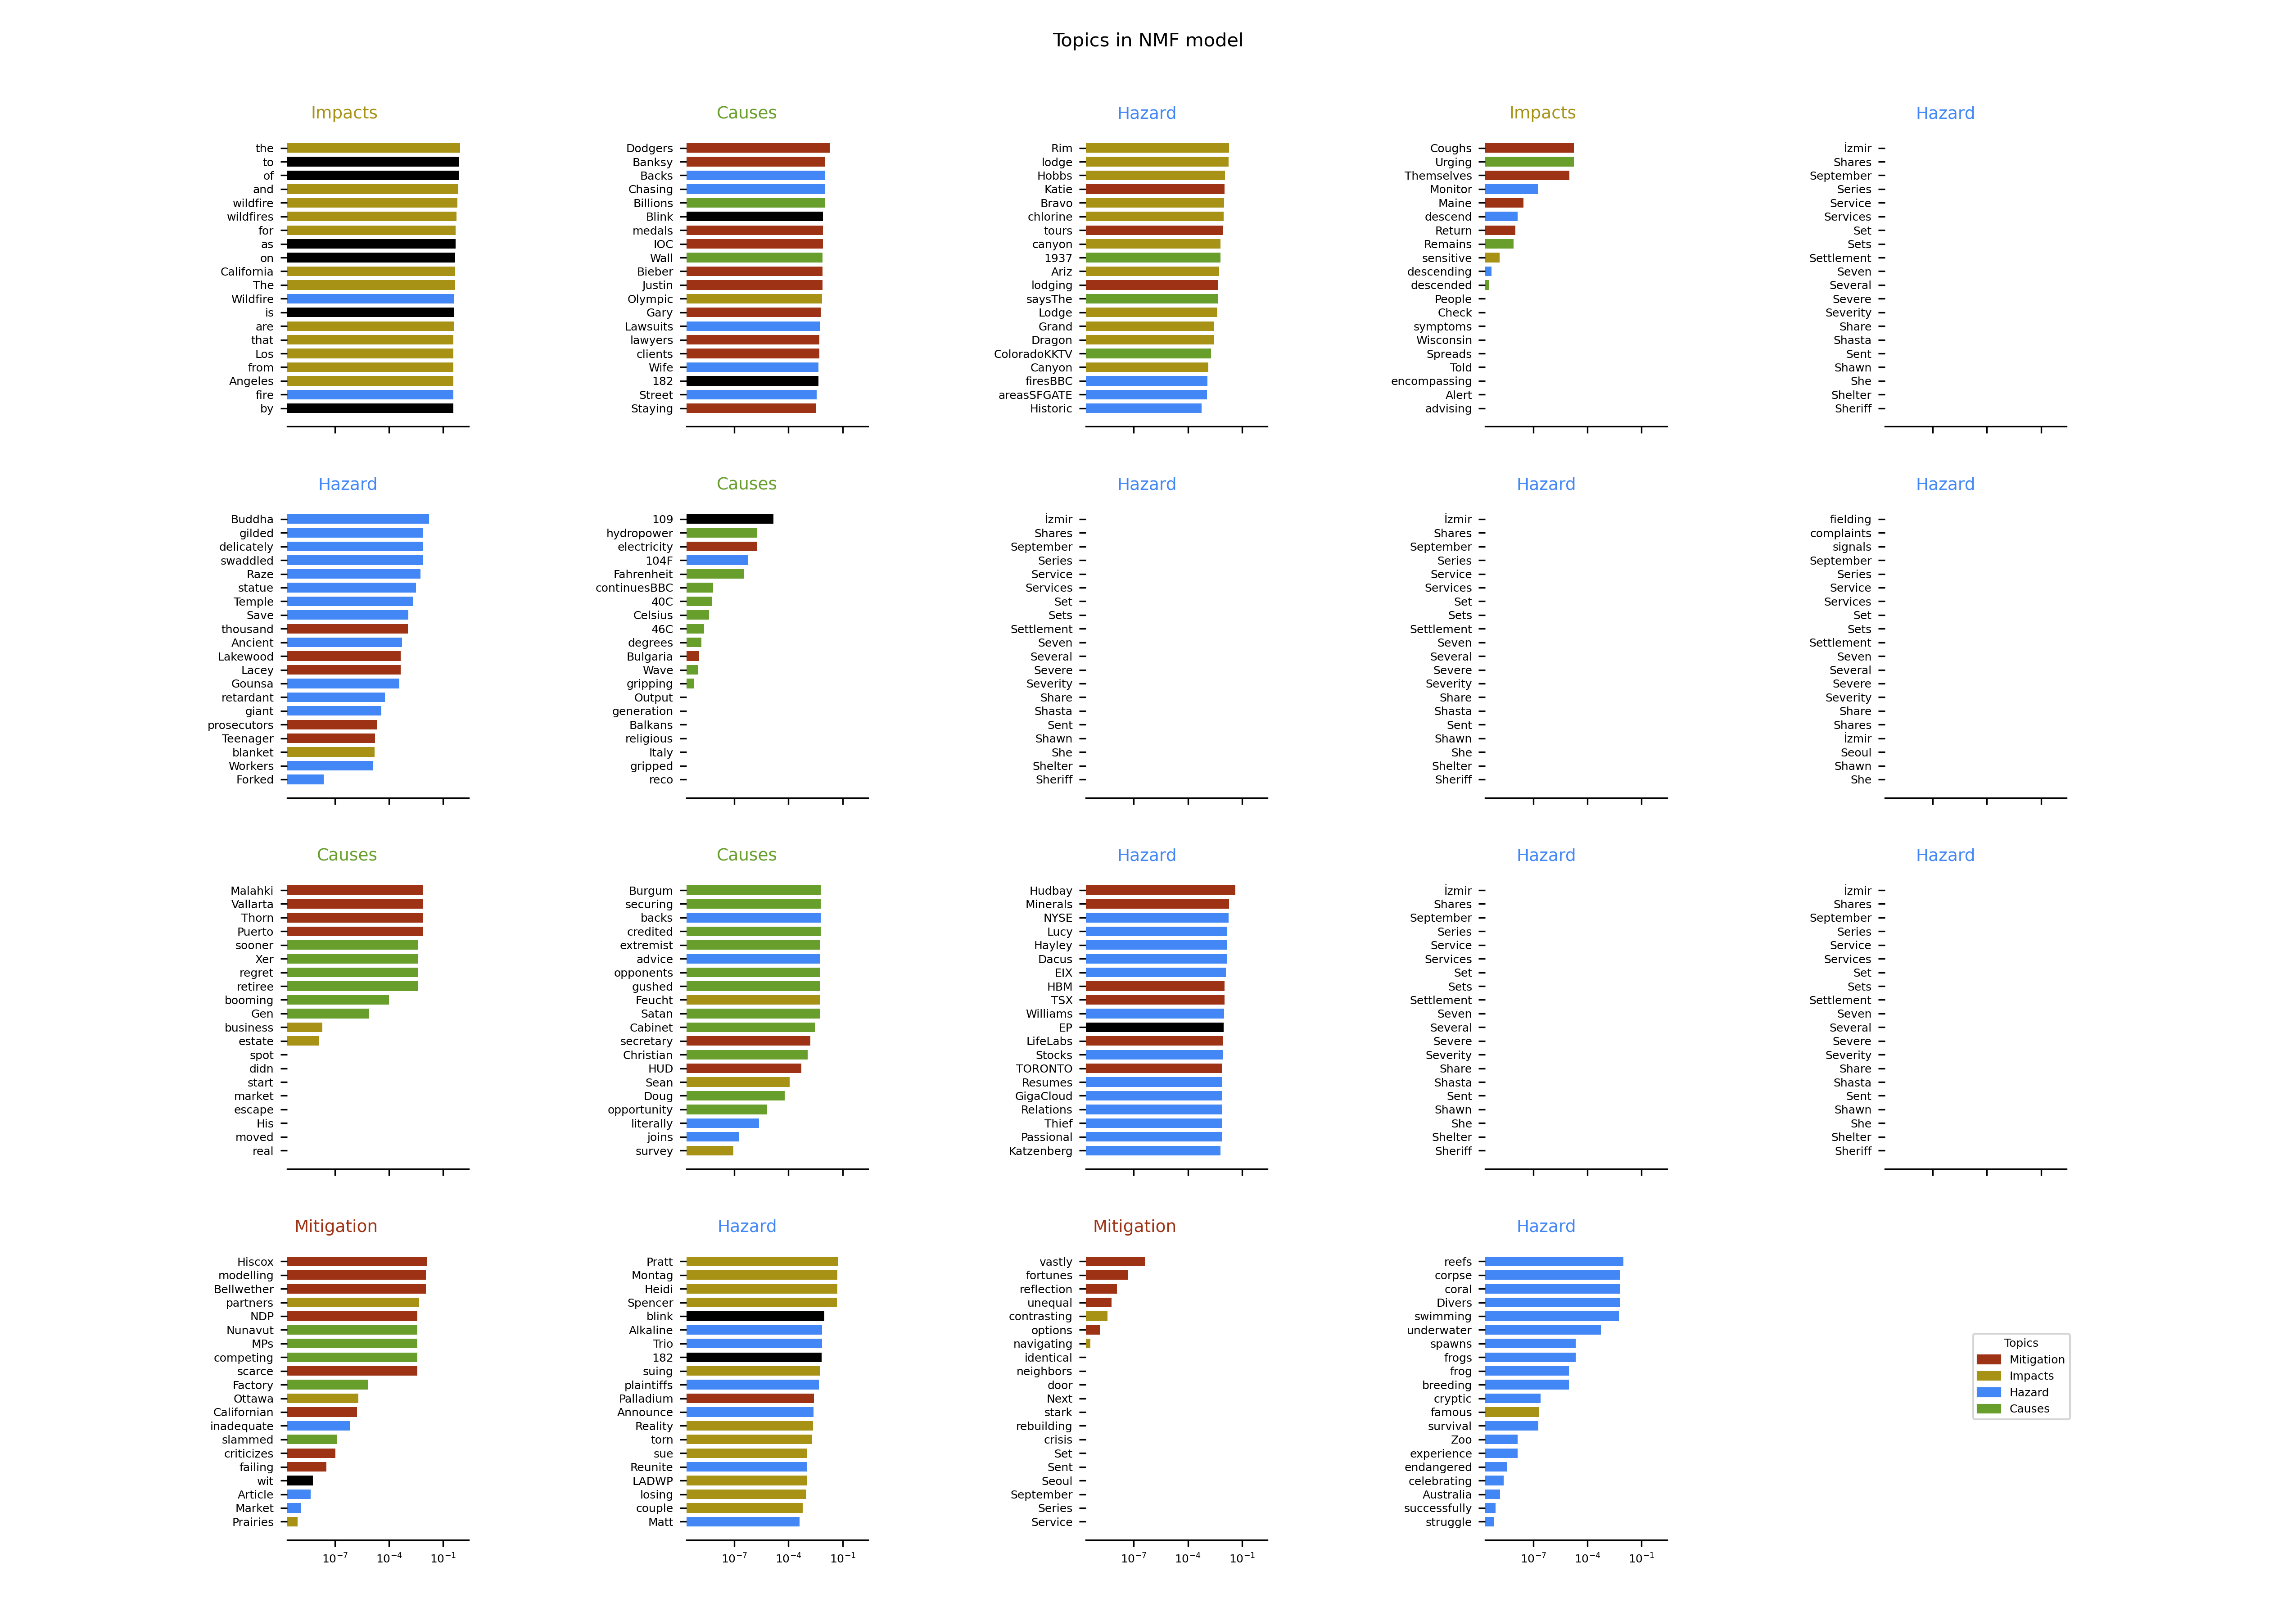 Topics in NMF model
Impacts
the
to
of
and
wildfire
wildfires
for
as
on
California
The
Wildfire
is
are
that
Los
from
Angeles
fire
by
Causes
Dodgers
Banksy
Backs
Chasing
Billions
Blink
medals
IOC
Wall
Bieber
Justin
Olympic
Gary
Lawsuits
lawyers
clients
Wife
182
Street
Staying
Hazard
Rim
lodge
Hobbs
Katie
Bravo
chlorine
tours
canyon
1937
Ariz
lodging
saysThe
Lodge
Grand
Dragon
ColoradoKKTV
Canyon
firesBBC
areasSFGATE
Historic
Impacts
Coughs
Urging
Themselves
Monitor
Maine
descend
Return
Remains
sensitive
descending
descended
People
Check
symptoms
Wisconsin
Spreads
Told
encompassing
Alert
advising
Hazard
İzmir
Shares
September
Series
Service
Services
Set
Sets
Settlement
Seven
Several
Severe
Severity
Share
Shasta
Sent
Shawn
She
Shelter
Sheriff
Hazard
Buddha
gilded
delicately
swaddled
Raze
statue
Temple
Save
thousand
Ancient
Lakewood
Lacey
Gounsa
retardant
giant
prosecutors
Teenager
blanket
Workers
Forked
Causes
109
hydropower
electricity
104F
Fahrenheit
continuesBBC
40C
Celsius
46C
degrees
Bulgaria
Wave
gripping
Output
generation
Balkans
religious
Italy
gripped
reco
Hazard
İzmir
Shares
September
Series
Service
Services
Set
Sets
Settlement
Seven
Several
Severe
Severity
Share
Shasta
Sent
Shawn
She
Shelter
Sheriff
Hazard
İzmir
Shares
September
Series
Service
Services
Set
Sets
Settlement
Seven
Several
Severe
Severity
Share
Shasta
Sent
Shawn
She
Shelter
Sheriff
Hazard
fielding
complaints
signals
September
Series
Service
Services
Set
Sets
Settlement
Seven
Several
Severe
Severity
Share
Shares
İzmir
Seoul
Shawn
She
Causes
Malahki
Vallarta
Thorn
Puerto
sooner
Xer
regret
retiree
booming
Gen
business
estate
spot
didn
start
market
escape
His
moved
real
Causes
Burgum
securing
backs
credited
extremist
advice
opponents
gushed
Feucht
Satan
Cabinet
secretary
Christian
HUD
Sean
Doug
opportunity
literally
joins
survey
Hazard
Hudbay
Minerals
NYSE
Lucy
Hayley
Dacus
EIX
HBM
TSX
Williams
EP
LifeLabs
Stocks
TORONTO
Resumes
GigaCloud
Relations
Thief
Passional
Katzenberg
Hazard
İzmir
Shares
September
Series
Service
Services
Set
Sets
Settlement
Seven
Several
Severe
Severity
Share
Shasta
Sent
Shawn
She
Shelter
Sheriff
Hazard
İzmir
Shares
September
Series
Service
Services
Set
Sets
Settlement
Seven
Several
Severe
Severity
Share
Shasta
Sent
Shawn
She
Shelter
Sheriff
Mitigation
Hiscox
modelling
Bellwether
partners
NDP
Nunavut
MPs
competing
scarce
Factory
Ottawa
Californian
inadequate
slammed
criticizes
failing
wit
Article
Market
Prairies
10⁻⁷ 10⁻⁴ 10⁻¹
Hazard
Pratt
Montag
Heidi
Spencer
blink
Alkaline
Trio
182
suing
plaintiffs
Palladium
Announce
Reality
torn
sue
Reunite
LADWP
losing
couple
Matt
10⁻⁷ 10⁻⁴ 10⁻¹
Mitigation
vastly
fortunes
reflection
unequal
contrasting
options
navigating
identical
neighbors
door
Next
stark
rebuilding
crisis
Set
Sent
Seoul
September
Series
Service
10⁻⁷ 10⁻⁴ 10⁻¹
Hazard
reefs
corpse
coral
Divers
swimming
underwater
spawns
frogs
frog
breeding
cryptic
famous
survival
Zoo
experience
endangered
celebrating
Australia
successfully
struggle
10⁻⁷ 10⁻⁴ 10⁻¹
Topics
Mitigation
Impacts
Hazard
Causes